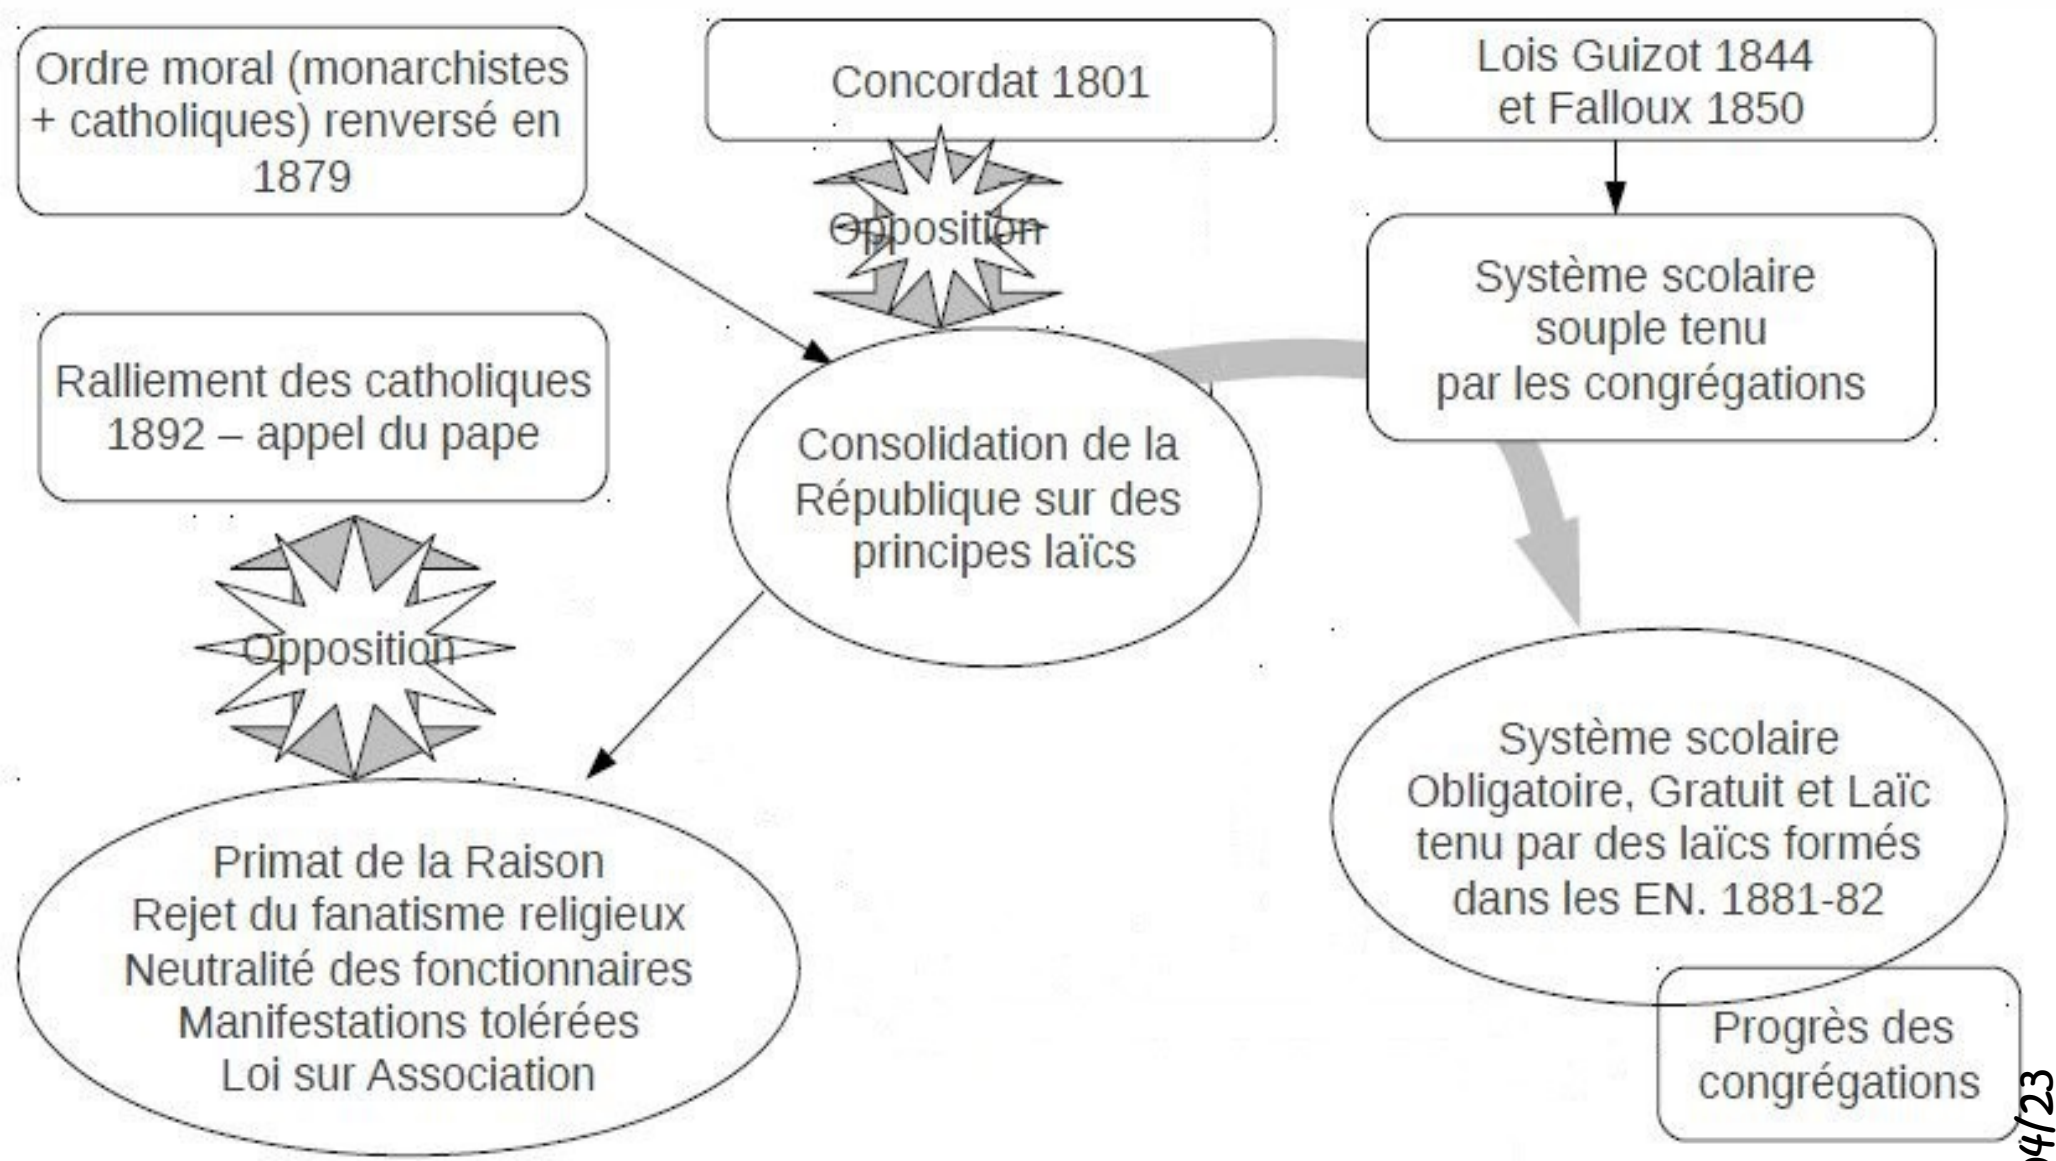 Ordre moral (monarchistes
+ catholiques) renversé en
1879
Concordat 1801
Lois Guizot 1844
et Falloux 1850
Opposition
Système scolaire
souple tenu
par les congrégations
Ralliement des catholiques
1892 – appel du pape
Consolidation de la
République sur des
principes laïcs
Opposition
Système scolaire
Obligatoire, Gratuit et Laïc
tenu par des laïcs formés
dans les EN. 1881-82
Primat de la Raison
Rejet du fanatisme religieux
Neutralité des fonctionnaires
Manifestations tolérées
Loi sur Association
Progrès des
congrégations
04/23